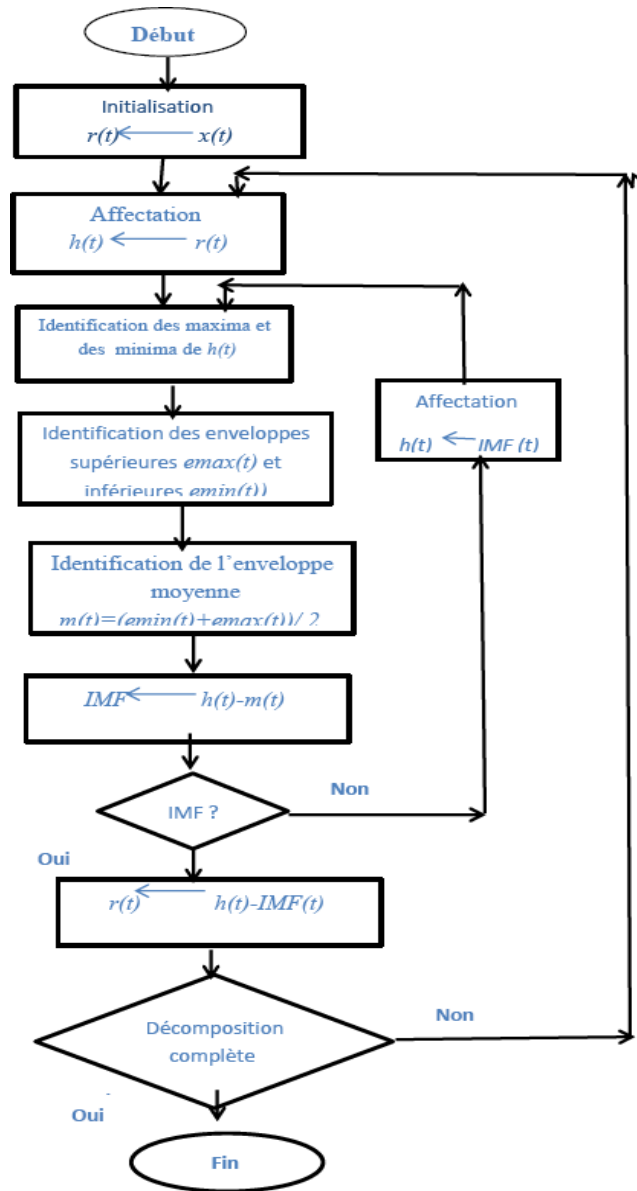 Début
Initialisation
r(t) ← x(t)
Affectation
h(t) ← r(t)
Identification des maxima et
des minima de h(t)
Affectation
h(t) ← IMF (t)
Identification des enveloppes
supérieures emax(t) et
inférieures emin(t))
Identification de l'enveloppe
moyenne
m(t)=(emin(t)+emax(t))/ 2
IMF ← h(t)-m(t)
IMF ?
Non
Oui
r(t) ← h(t)-IMF(t)
Décomposition
complète
Non
Oui
Fin